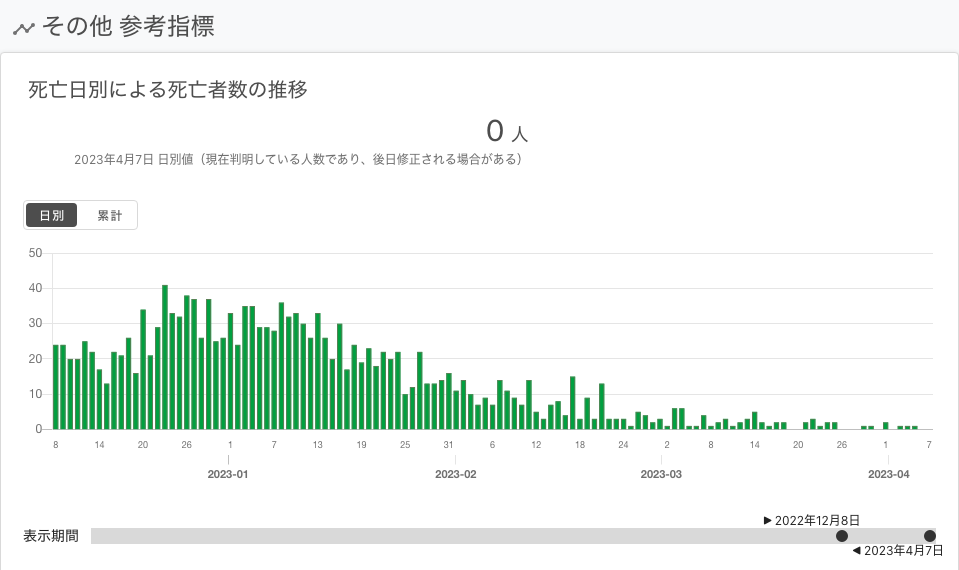 その他 参考指標
死亡日別による死亡者数の推移
0 人
2023年4月7日 日別値（現在判明している人数であり、後日修正される場合がある）
日別 累計
50
40
30
20
10
0
8 14 20 26 1 7 13 19 25 31 6 12 18 24 2 8 14 20 26 1 7
2023-01 2023-02 2023-03 2023-04
▶ 2022年12月8日
表示期間
◀ 2023年4月7日